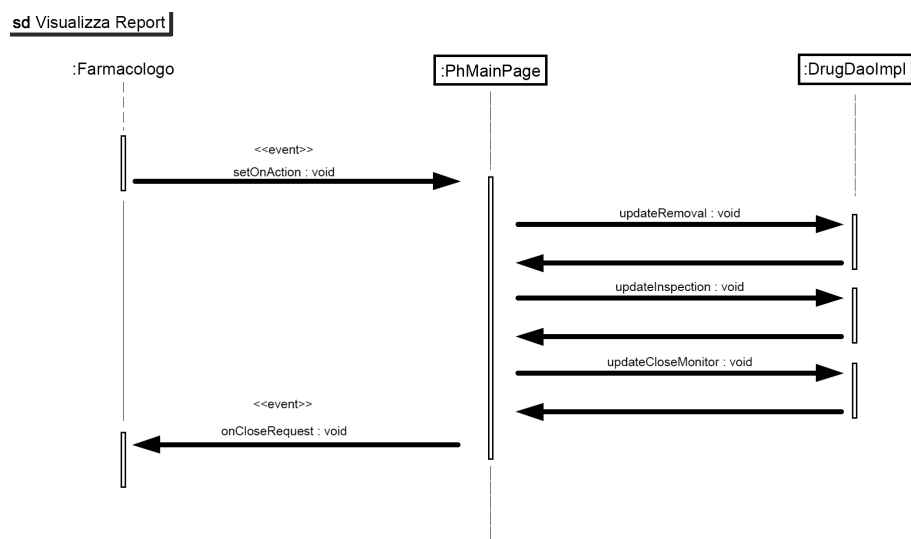 sd Visualizza Report
:Farmacologo
:PhMainPage
:DrugDaoImpl
<<event>>
setOnAction : void
updateRemoval : void
updateInspection : void
updateCloseMonitor : void
<<event>>
onCloseRequest : void